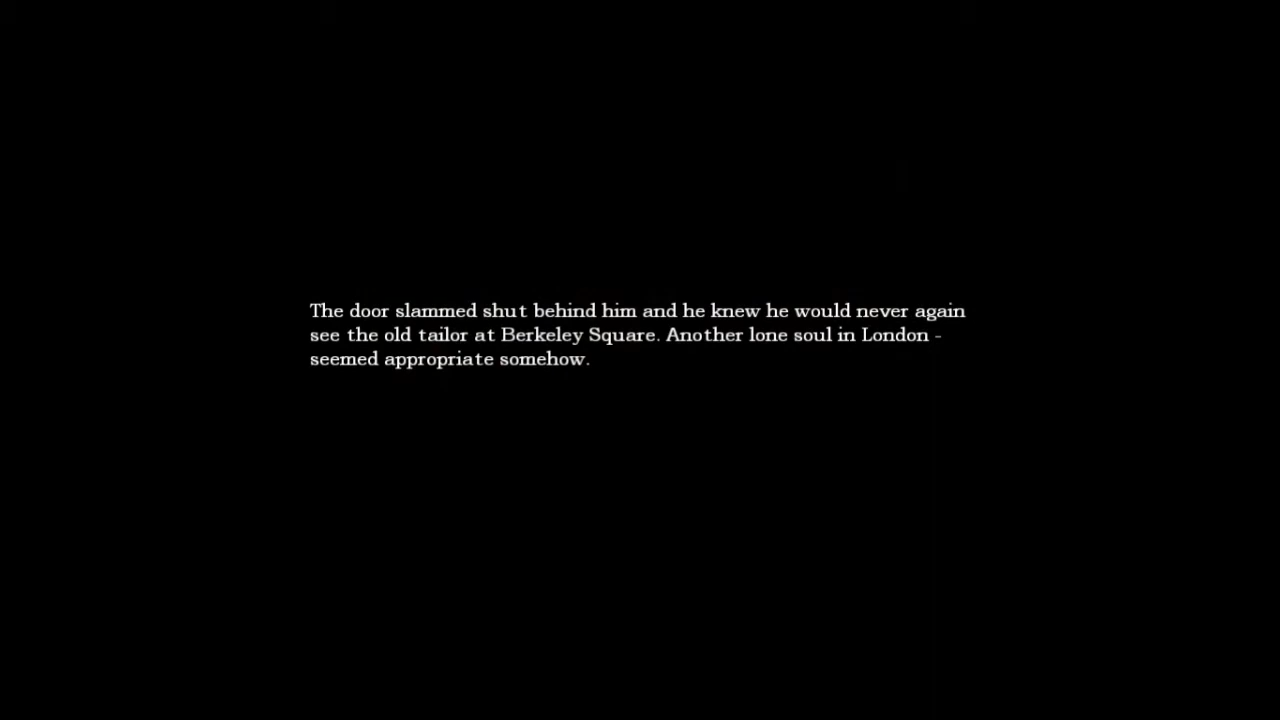 The door slammed shut behind him and he knew he would never again
see the old tailor at Berkeley Square. Another lone soul in London -
seemed appropriate somehow.